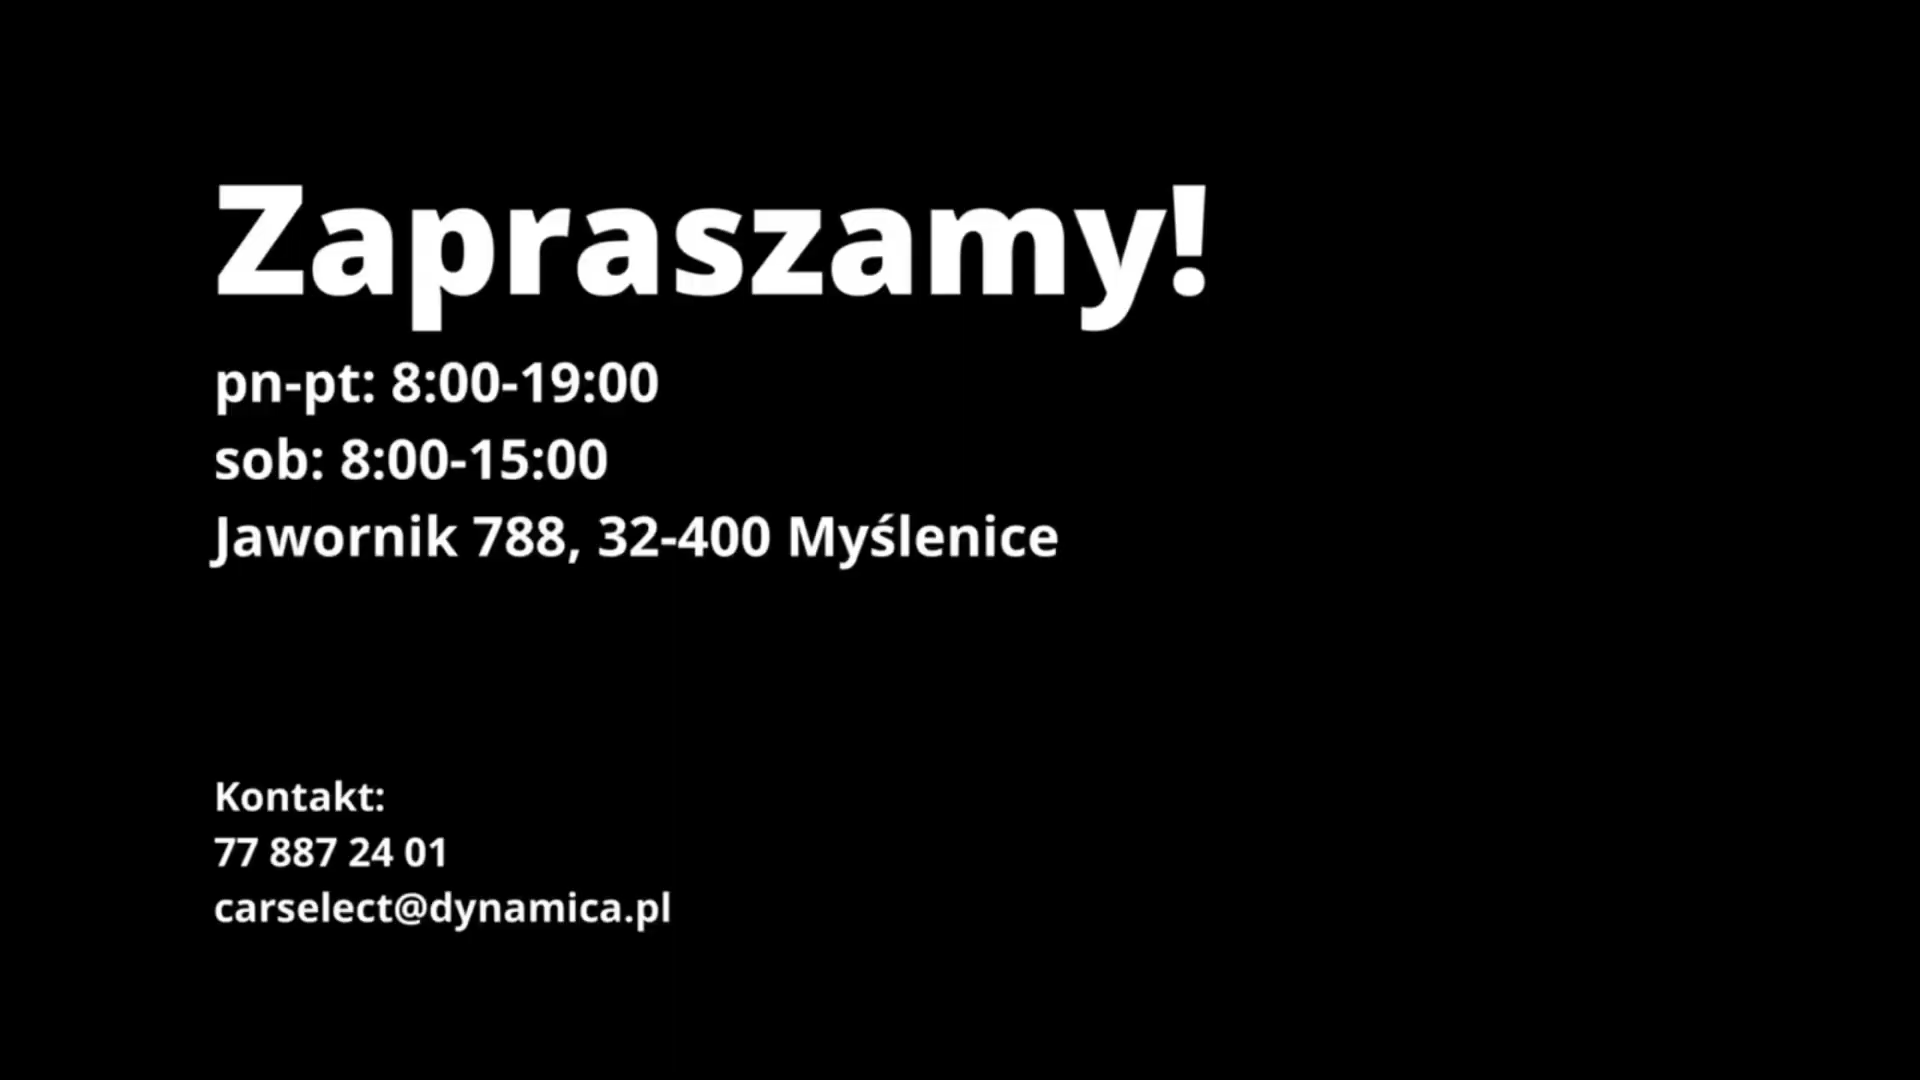 Zapraszamy!
pn-pt: 8:00-19:00
sob: 8:00-15:00
Jawornik 788, 32-400 Myślenice
Kontakt:
77 887 24 01
carselect@dynamica.pl